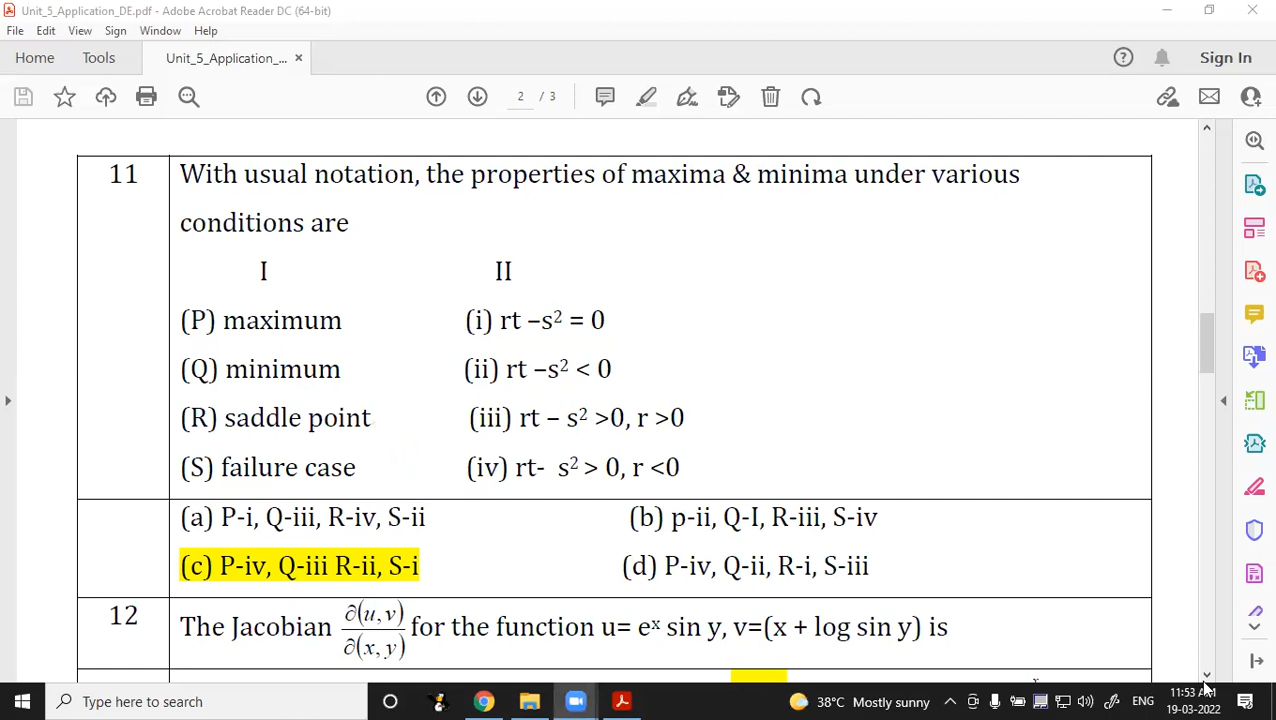 Unit_5_Application_DE.pdf - Adobe Acrobat Reader DC (64-bit)
File Edit View Sign Window Help
Home Tools Unit_5_Application_... × Sign In
2 / 3
11 With usual notation, the properties of maxima & minima under various
conditions are
I II
(P) maximum (i) rt –s² = 0
(Q) minimum (ii) rt –s² < 0
(R) saddle point (iii) rt – s² >0, r >0
(S) failure case (iv) rt- s² > 0, r <0
(a) P-i, Q-iii, R-iv, S-ii (b) p-ii, Q-I, R-iii, S-iv
(c) P-iv, Q-iii R-ii, S-i (d) P-iv, Q-ii, R-i, S-iii
12 The Jacobian ∂(u,v)/∂(x,y) for the function u= eˣ sin y, v=(x + log sin y) is
Type here to search 38°C Mostly sunny ENG 11:53 AM
19-03-2022